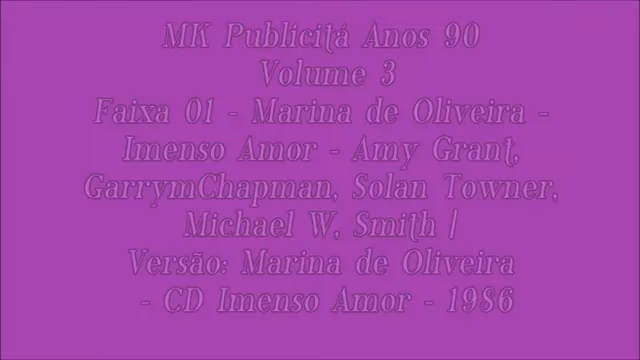 MK Publicitá Anos 90
Volume 3
Faixa 01 - Marina de Oliveira -
Imenso Amor - Amy Grant,
GarrymChapman, Solan Towner,
Michael W, Smith |
Versão: Marina de Oliveira
- CD Imenso Amor - 1986